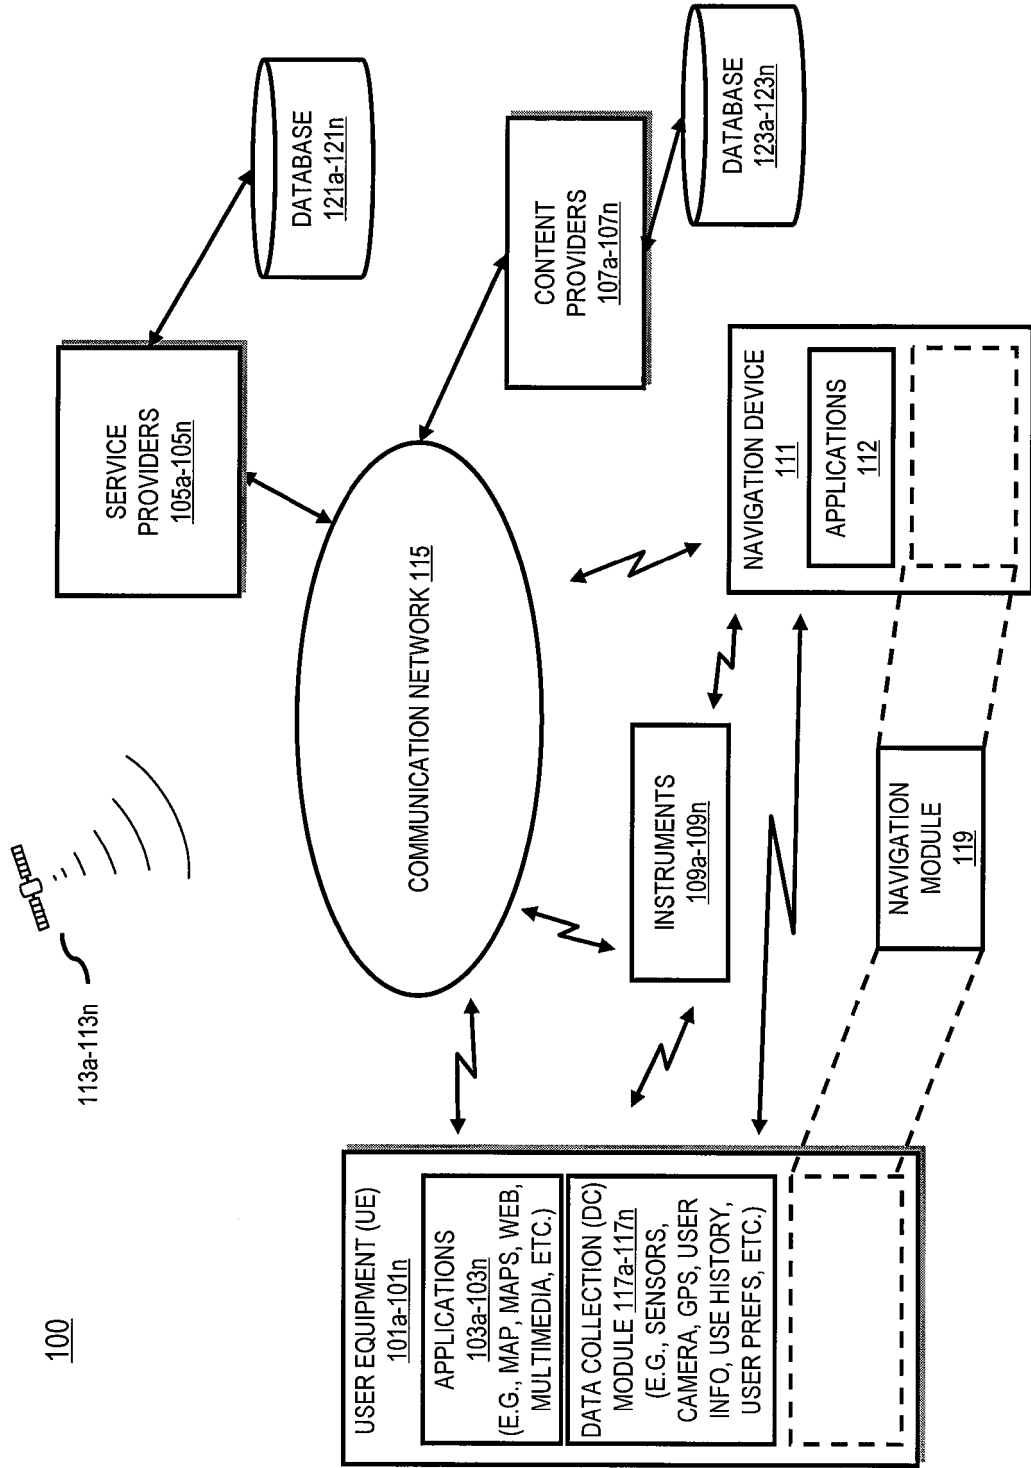 100
113a-113n
SERVICE
PROVIDERS
105a-105n
DATABASE
121a-121n
COMMUNICATION NETWORK 115
CONTENT
PROVIDERS
107a-107n
DATABASE
123a-123n
USER EQUIPMENT (UE)
101a-101n
APPLICATIONS
103a-103n
(E.G., MAP, MAPS, WEB,
MULTIMEDIA, ETC.)
DATA COLLECTION (DC)
MODULE 117a-117n
(E.G., SENSORS,
CAMERA, GPS, USER
INFO, USE HISTORY,
USER PREFS, ETC.)
INSTRUMENTS
109a-109n
NAVIGATION DEVICE
111
APPLICATIONS
112
NAVIGATION
MODULE
119